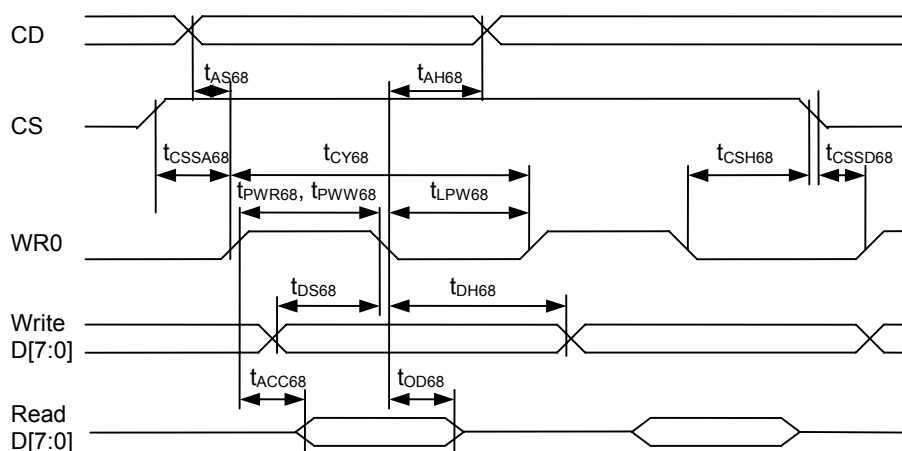 CD
tAS68 tAH68
CS
tCSSA68 tCY68 tCSH68 tCSSD68
tPWR68, tPWW68 tLPW68
WR0
tDS68 tDH68
Write
D[7:0]
tACC68 tOD68
Read
D[7:0]